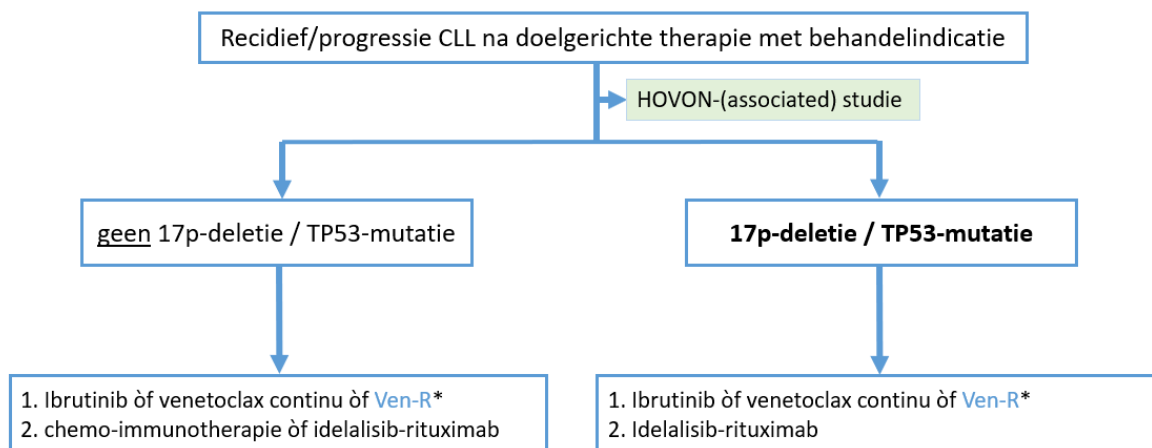 Recidief/progressie CLL na doelgerichte therapie met behandelindicatie
HOVON-(associated) studie
geen 17p-deletie / TP53-mutatie
17p-deletie / TP53-mutatie
1. Ibrutinib òf venetoclax continu òf Ven-R*
2. chemo-immunotherapie òf idelalisib-rituximab
1. Ibrutinib òf venetoclax continu òf Ven-R*
2. Idelalisib-rituximab